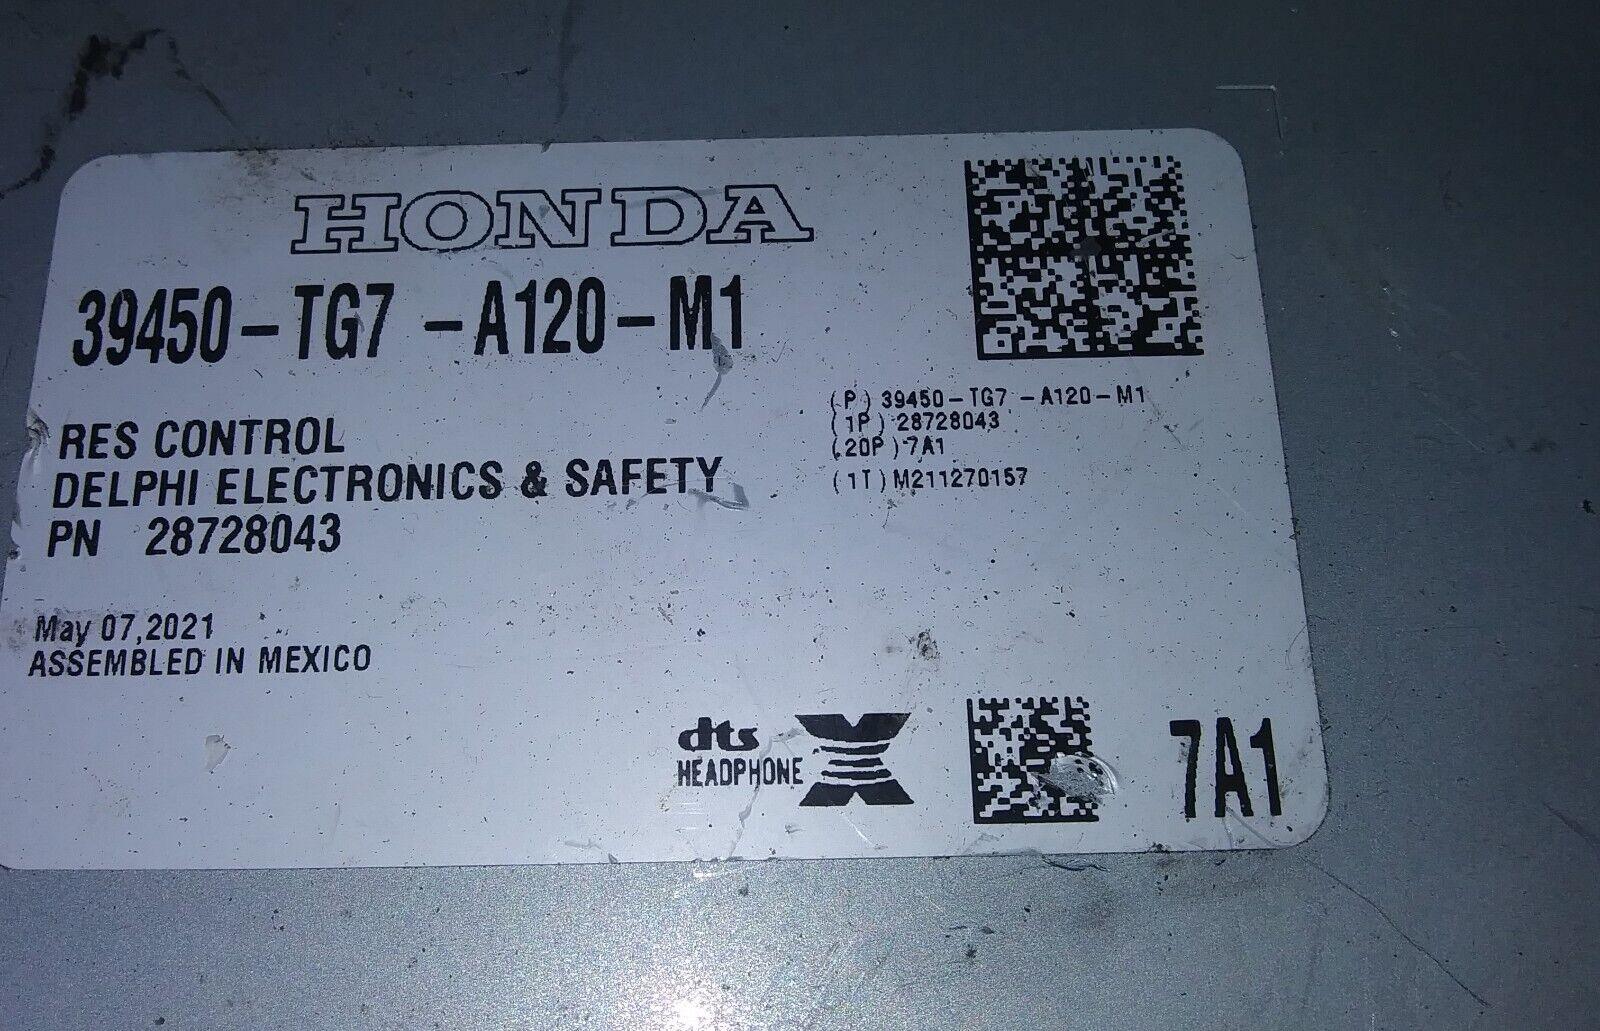 HONDA
39450-TG7 -A120-M1
RES CONTROL
DELPHI ELECTRONICS & SAFETY
PN 28728043
(P) 39450-TG7 -A120-M1
(1P) 28728043
(20P) 7A1
(1T) M211270157
May 07,2021
ASSEMBLED IN MEXICO
dts X
HEADPHONE
7A1